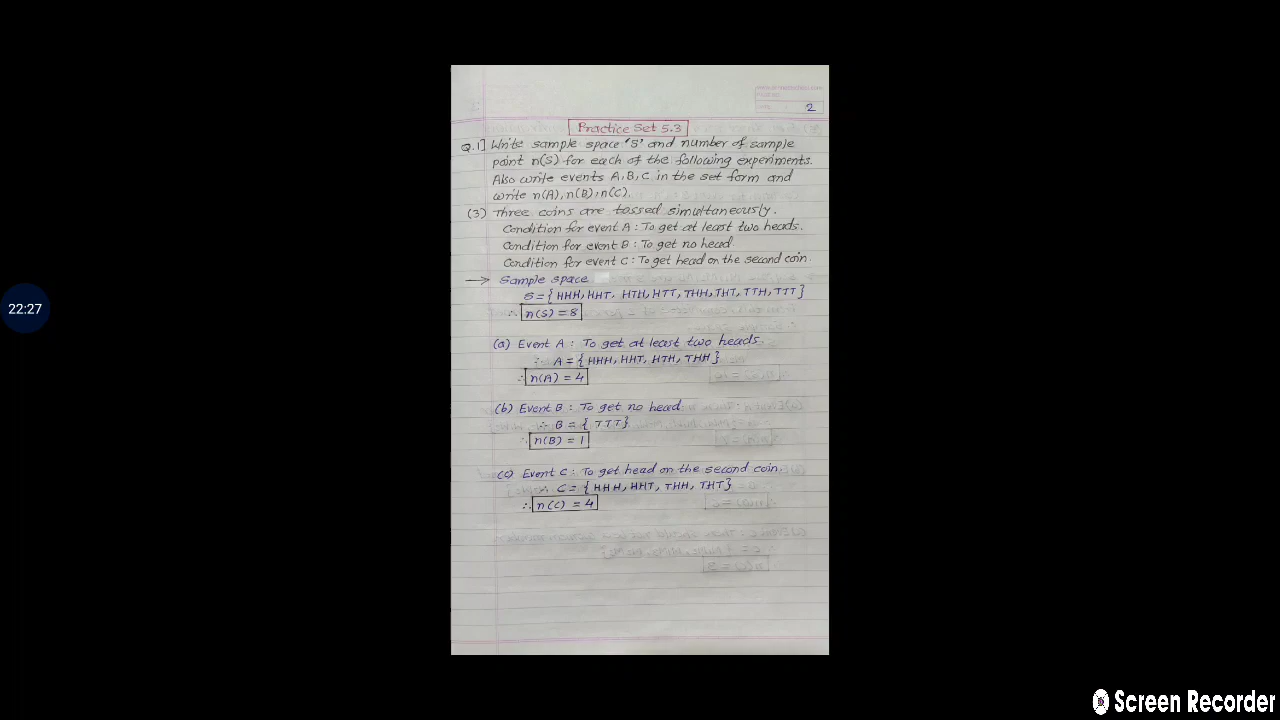 2
Practice Set 5.3
Q.1] Write sample space 'S' and number of sample
point n(S) for each of the following experiments.
Also write events A, B, C in the set form and
write n(A), n(B), n(C).
(3) Three coins are tossed simultaneously.
Condition for event A : To get at least two heads.
Condition for event B : To get no head
Condition for event C : To get head on the second coin.
→ Sample space
S = { HHH, HHT, HTH, HTT, THH, THT, TTH, TTT }
∴ n(S) = 8
(a) Event A : To get at least two heads.
∴ A = { HHH, HHT, HTH, THH }
∴ n(A) = 4
(b) Event B : To get no head
∴ B = { TTT }
∴ n(B) = 1
(c) Event C : To get head on the second coin.
∴ C = { HHH, HHT, THH, THT }
∴ n(C) = 4
22:27
Screen Recorder